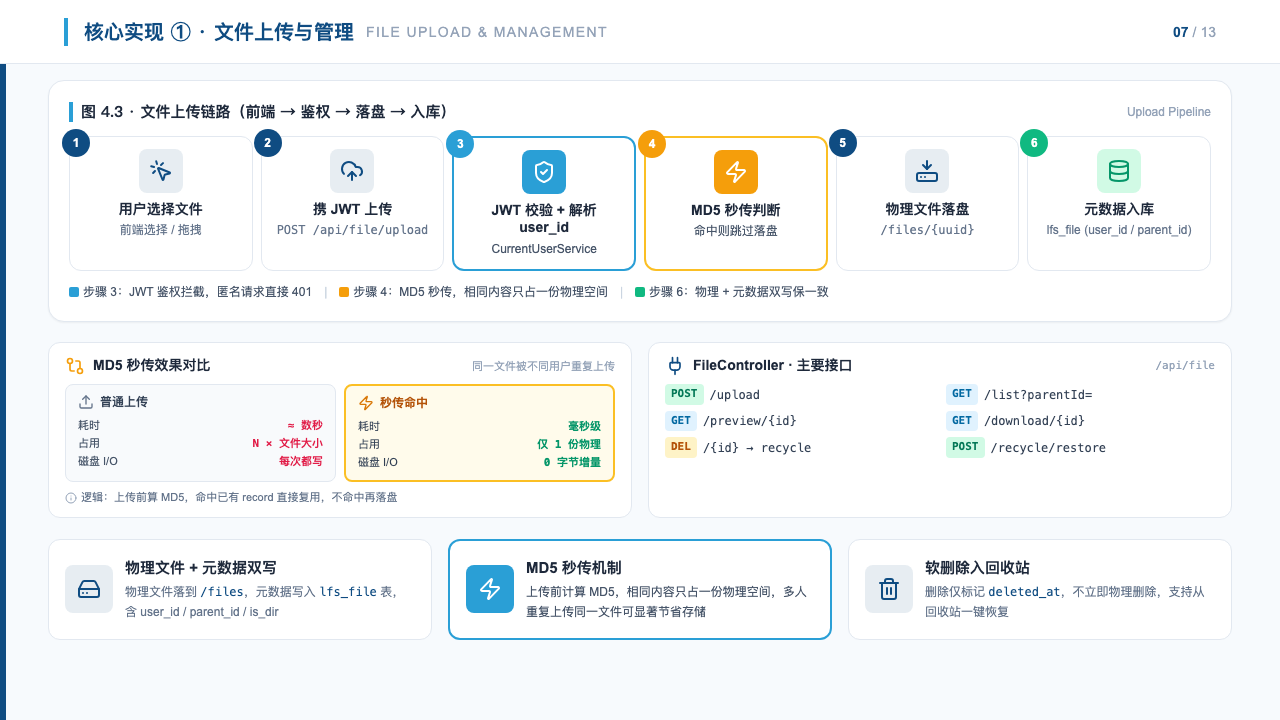 核心实现 ① · 文件上传与管理 FILE UPLOAD & MANAGEMENT 07 / 13
图 4.3 · 文件上传链路（前端 → 鉴权 → 落盘 → 入库） Upload Pipeline
1 2 3 4 5 6
用户选择文件
前端选择 / 拖拽
携 JWT 上传
POST /api/file/upload
JWT 校验 + 解析
user_id
CurrentUserService
MD5 秒传判断
命中则跳过落盘
物理文件落盘
/files/{uuid}
元数据入库
lfs_file (user_id / parent_id)
步骤 3：JWT 鉴权拦截，匿名请求直接 401 | 步骤 4：MD5 秒传，相同内容只占一份物理空间 | 步骤 6：物理 + 元数据双写保一致
MD5 秒传效果对比 同一文件被不同用户重复上传
普通上传
耗时 ≈ 数秒
占用 N × 文件大小
磁盘 I/O 每次都写
秒传命中
耗时 毫秒级
占用 仅 1 份物理
磁盘 I/O 0 字节增量
逻辑：上传前算 MD5，命中已有 record 直接复用，不命中再落盘
FileController · 主要接口 /api/file
POST /upload GET /list?parentId=
GET /preview/{id} GET /download/{id}
DEL /{id} → recycle POST /recycle/restore
物理文件 + 元数据双写
物理文件落到 /files，元数据写入 lfs_file 表，
含 user_id / parent_id / is_dir
MD5 秒传机制
上传前计算 MD5，相同内容只占一份物理空间，多人
重复上传同一文件可显著节省存储
软删除入回收站
删除仅标记 deleted_at，不立即物理删除，支持从
回收站一键恢复